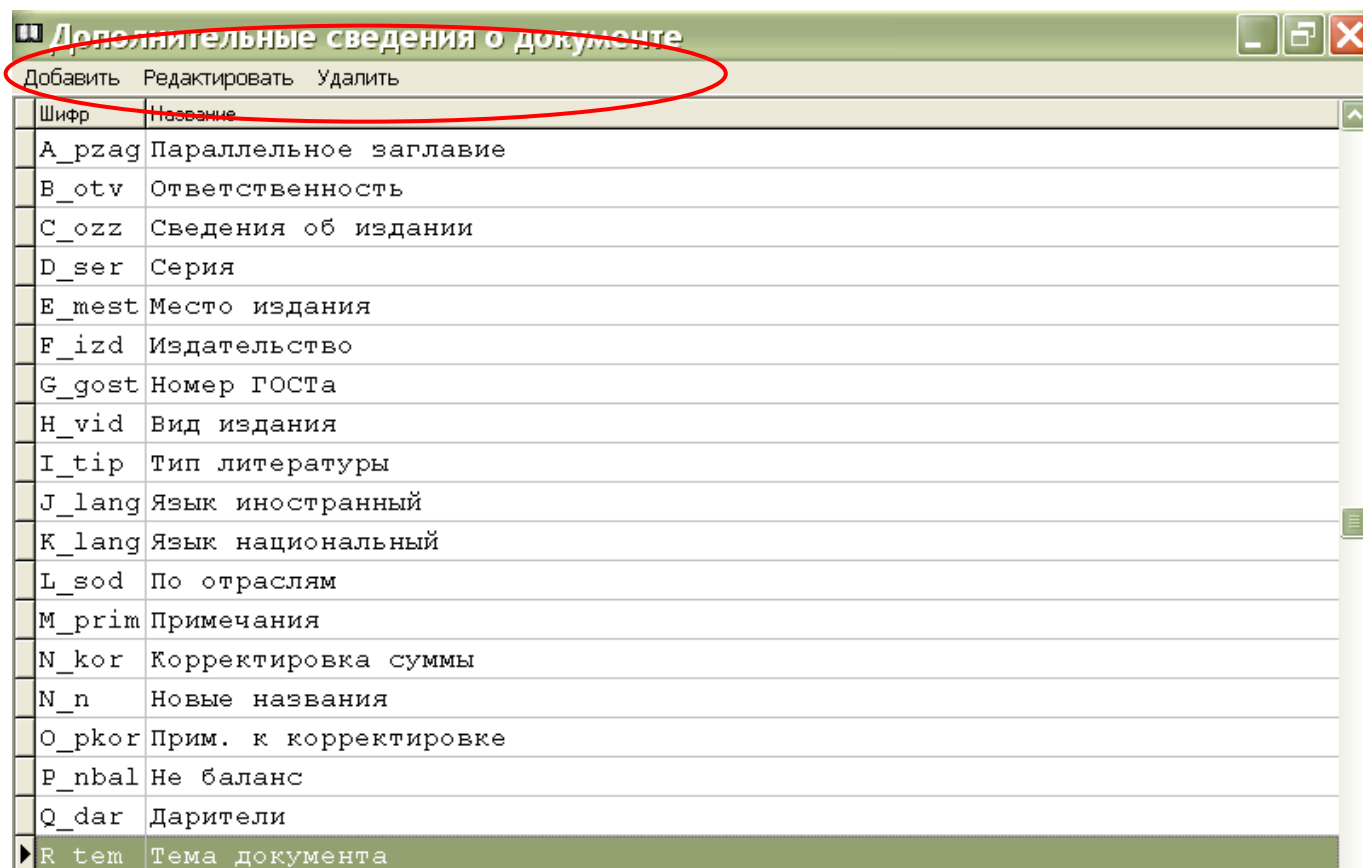 Дополнительные сведения о документе
Добавить Редактировать Удалить
Шифр Название
A_pzag Параллельное заглавие
B_otv Ответственность
C_ozz Сведения об издании
D_ser Серия
E_mest Место издания
F_izd Издательство
G_gost Номер ГОСТа
H_vid Вид издания
I_tip Тип литературы
J_lang Язык иностранный
K_lang Язык национальный
L_sod По отраслям
M_prim Примечания
N_kor Корректировка суммы
N_n Новые названия
O_pkor Прим. к корректировке
P_nbal Не баланс
Q_dar Дарители
R_tem Тема документа